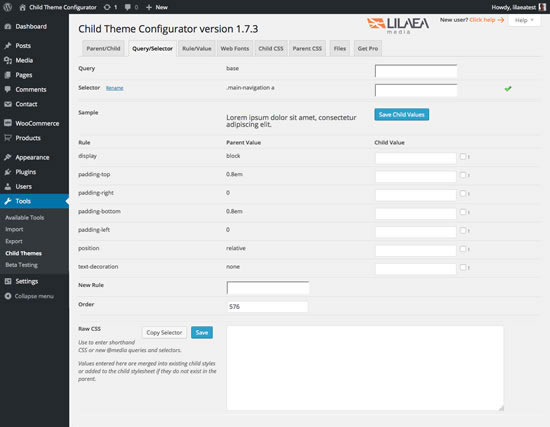 Child Theme Configurator 1 0 + New Howdy, lilaeatest
Dashboard
Posts
Media
Pages
Comments
Contact
WooCommerce
Products
Appearance
Plugins
Users
Tools
Available Tools
Import
Export
Child Themes
Beta Testing
Settings
Collapse menu
Child Theme Configurator version 1.7.3
LILAEA
media
New user? Click help
Help
Parent/Child Query/Selector Rule/Value Web Fonts Child CSS Parent CSS Files Get Pro
Query base
Selector Rename .main-navigation a
Sample Lorem ipsum dolor sit amet, consectetur
adipiscing elit.
Save Child Values
Rule Parent Value Child Value
display block !
padding-top 0.8em !
padding-right 0 !
padding-bottom 0.8em !
padding-left 0 !
position relative !
text-decoration none !
New Rule
Order 576
Raw CSS Copy Selector Save
Use to enter shorthand
CSS or new @media queries and selectors.
Values entered here are merged into existing child styles
or added to the child stylesheet if they do not exist in the
parent.